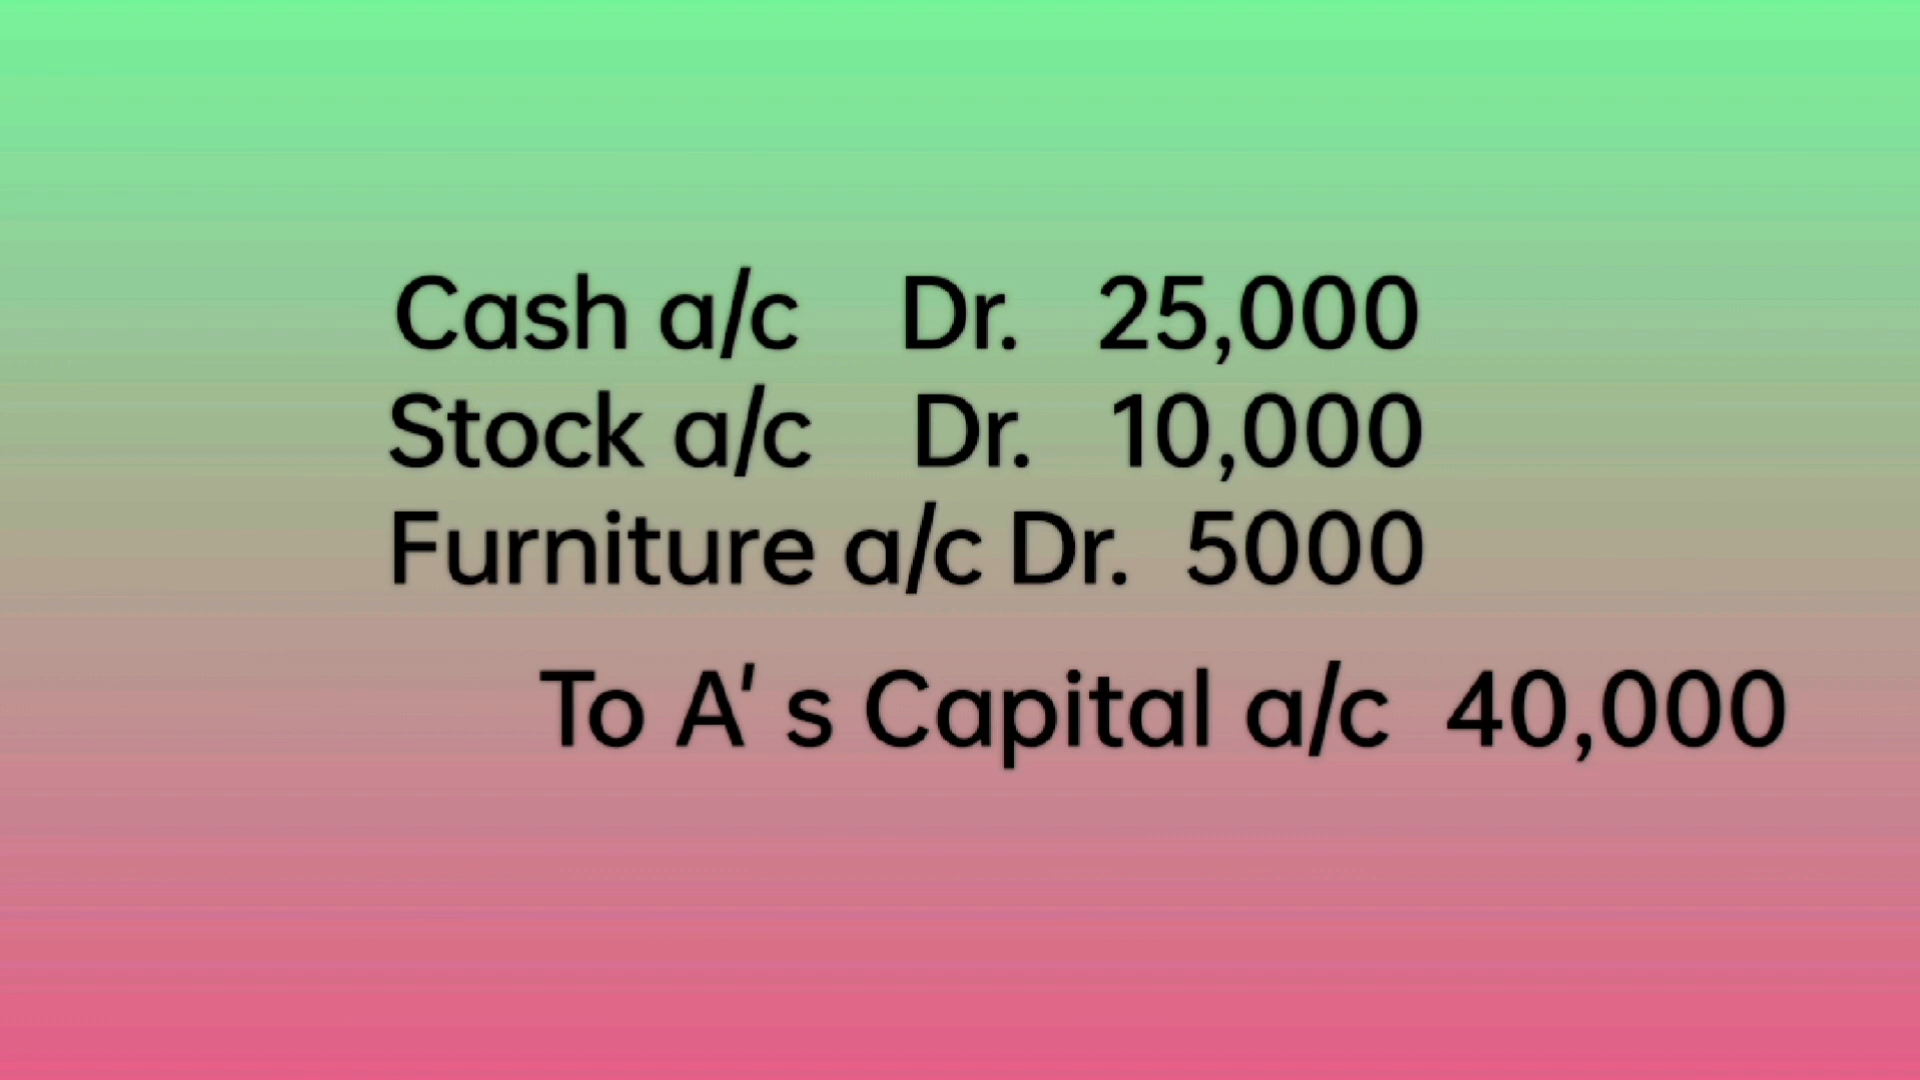 Cash a/c Dr. 25,000
Stock a/c Dr. 10,000
Furniture a/c Dr. 5000
To A' s Capital a/c 40,000